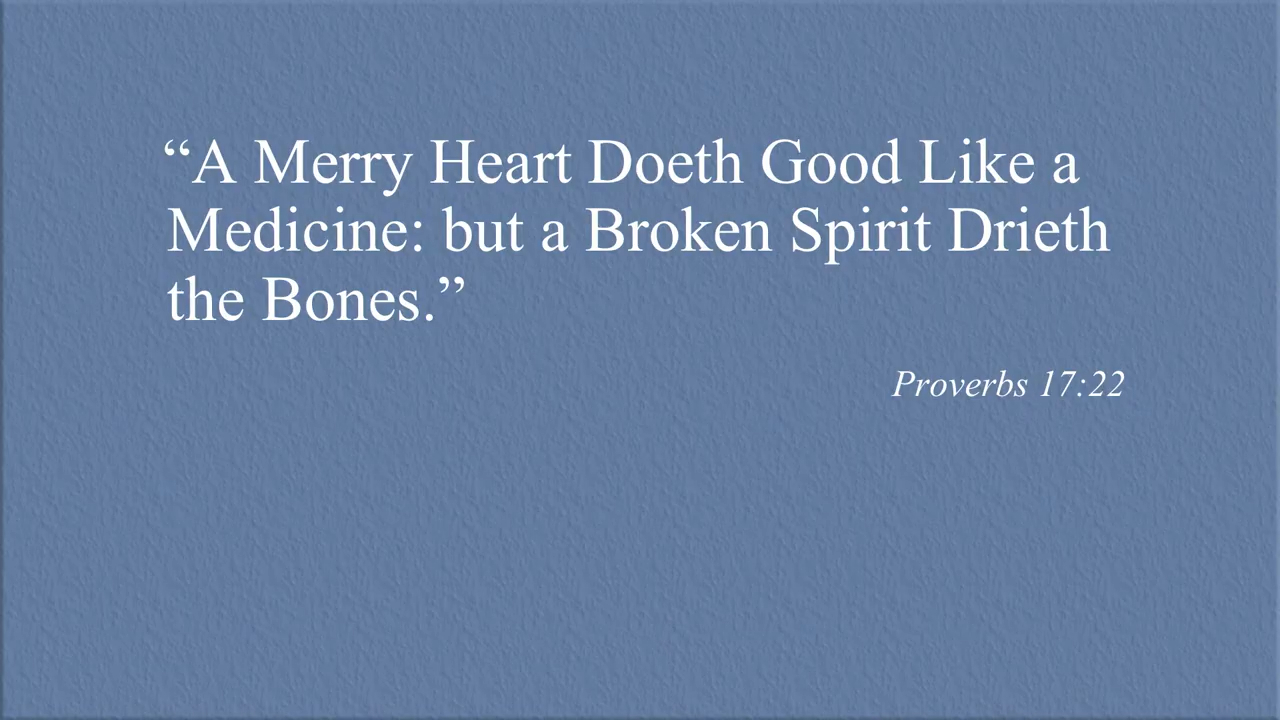 “A Merry Heart Doeth Good Like a
Medicine: but a Broken Spirit Drieth
the Bones.”
Proverbs 17:22